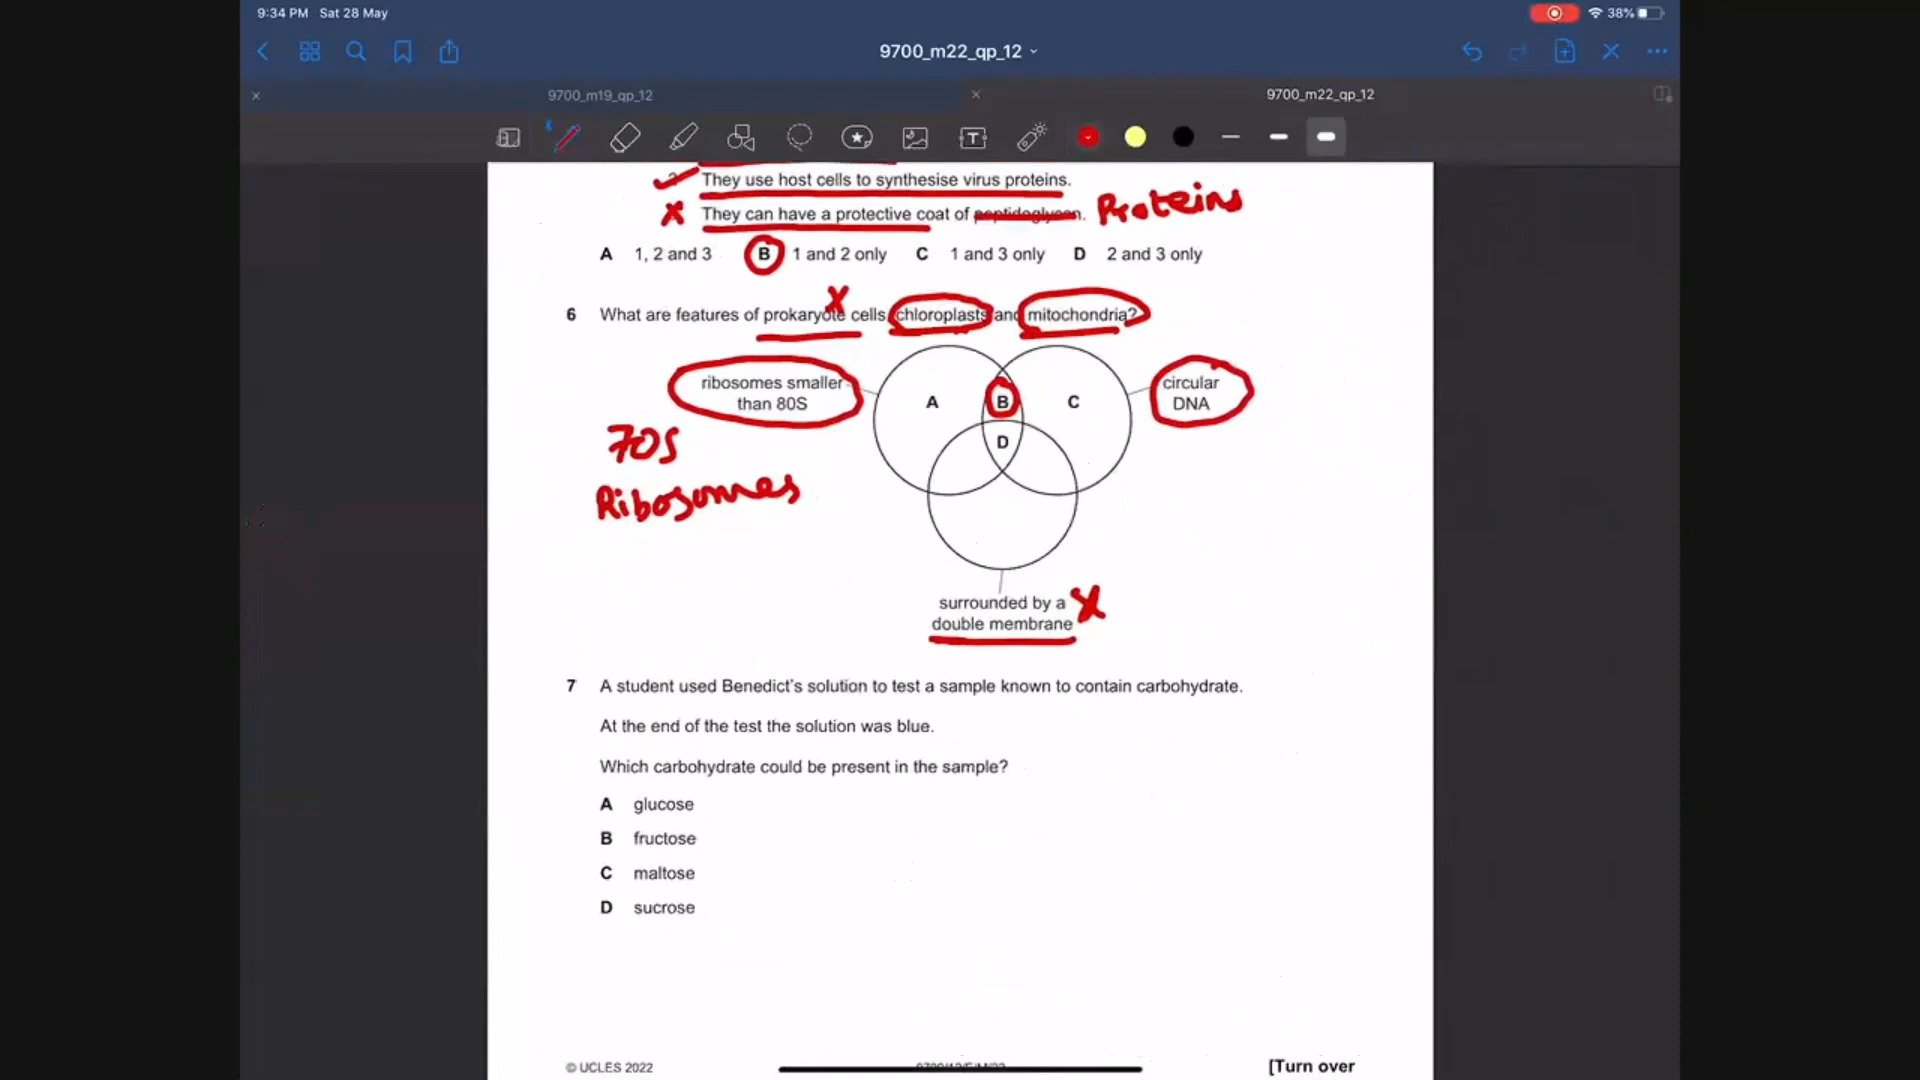 9:34 PM Sat 28 May
38%
9700_m22_qp_12
9700_m19_qp_12
9700_m22_qp_12
They use host cells to synthesise virus proteins.
They can have a protective coat of peptidoglycan. Proteins
A 1, 2 and 3 B 1 and 2 only C 1 and 3 only D 2 and 3 only
6 What are features of prokaryote cells, chloroplasts and mitochondria?
ribosomes smaller
than 80S
circular
DNA
A B C
D
70S
Ribosomes
surrounded by a
double membrane
7 A student used Benedict's solution to test a sample known to contain carbohydrate.
At the end of the test the solution was blue.
Which carbohydrate could be present in the sample?
A glucose
B fructose
C maltose
D sucrose
© UCLES 2022
[Turn over